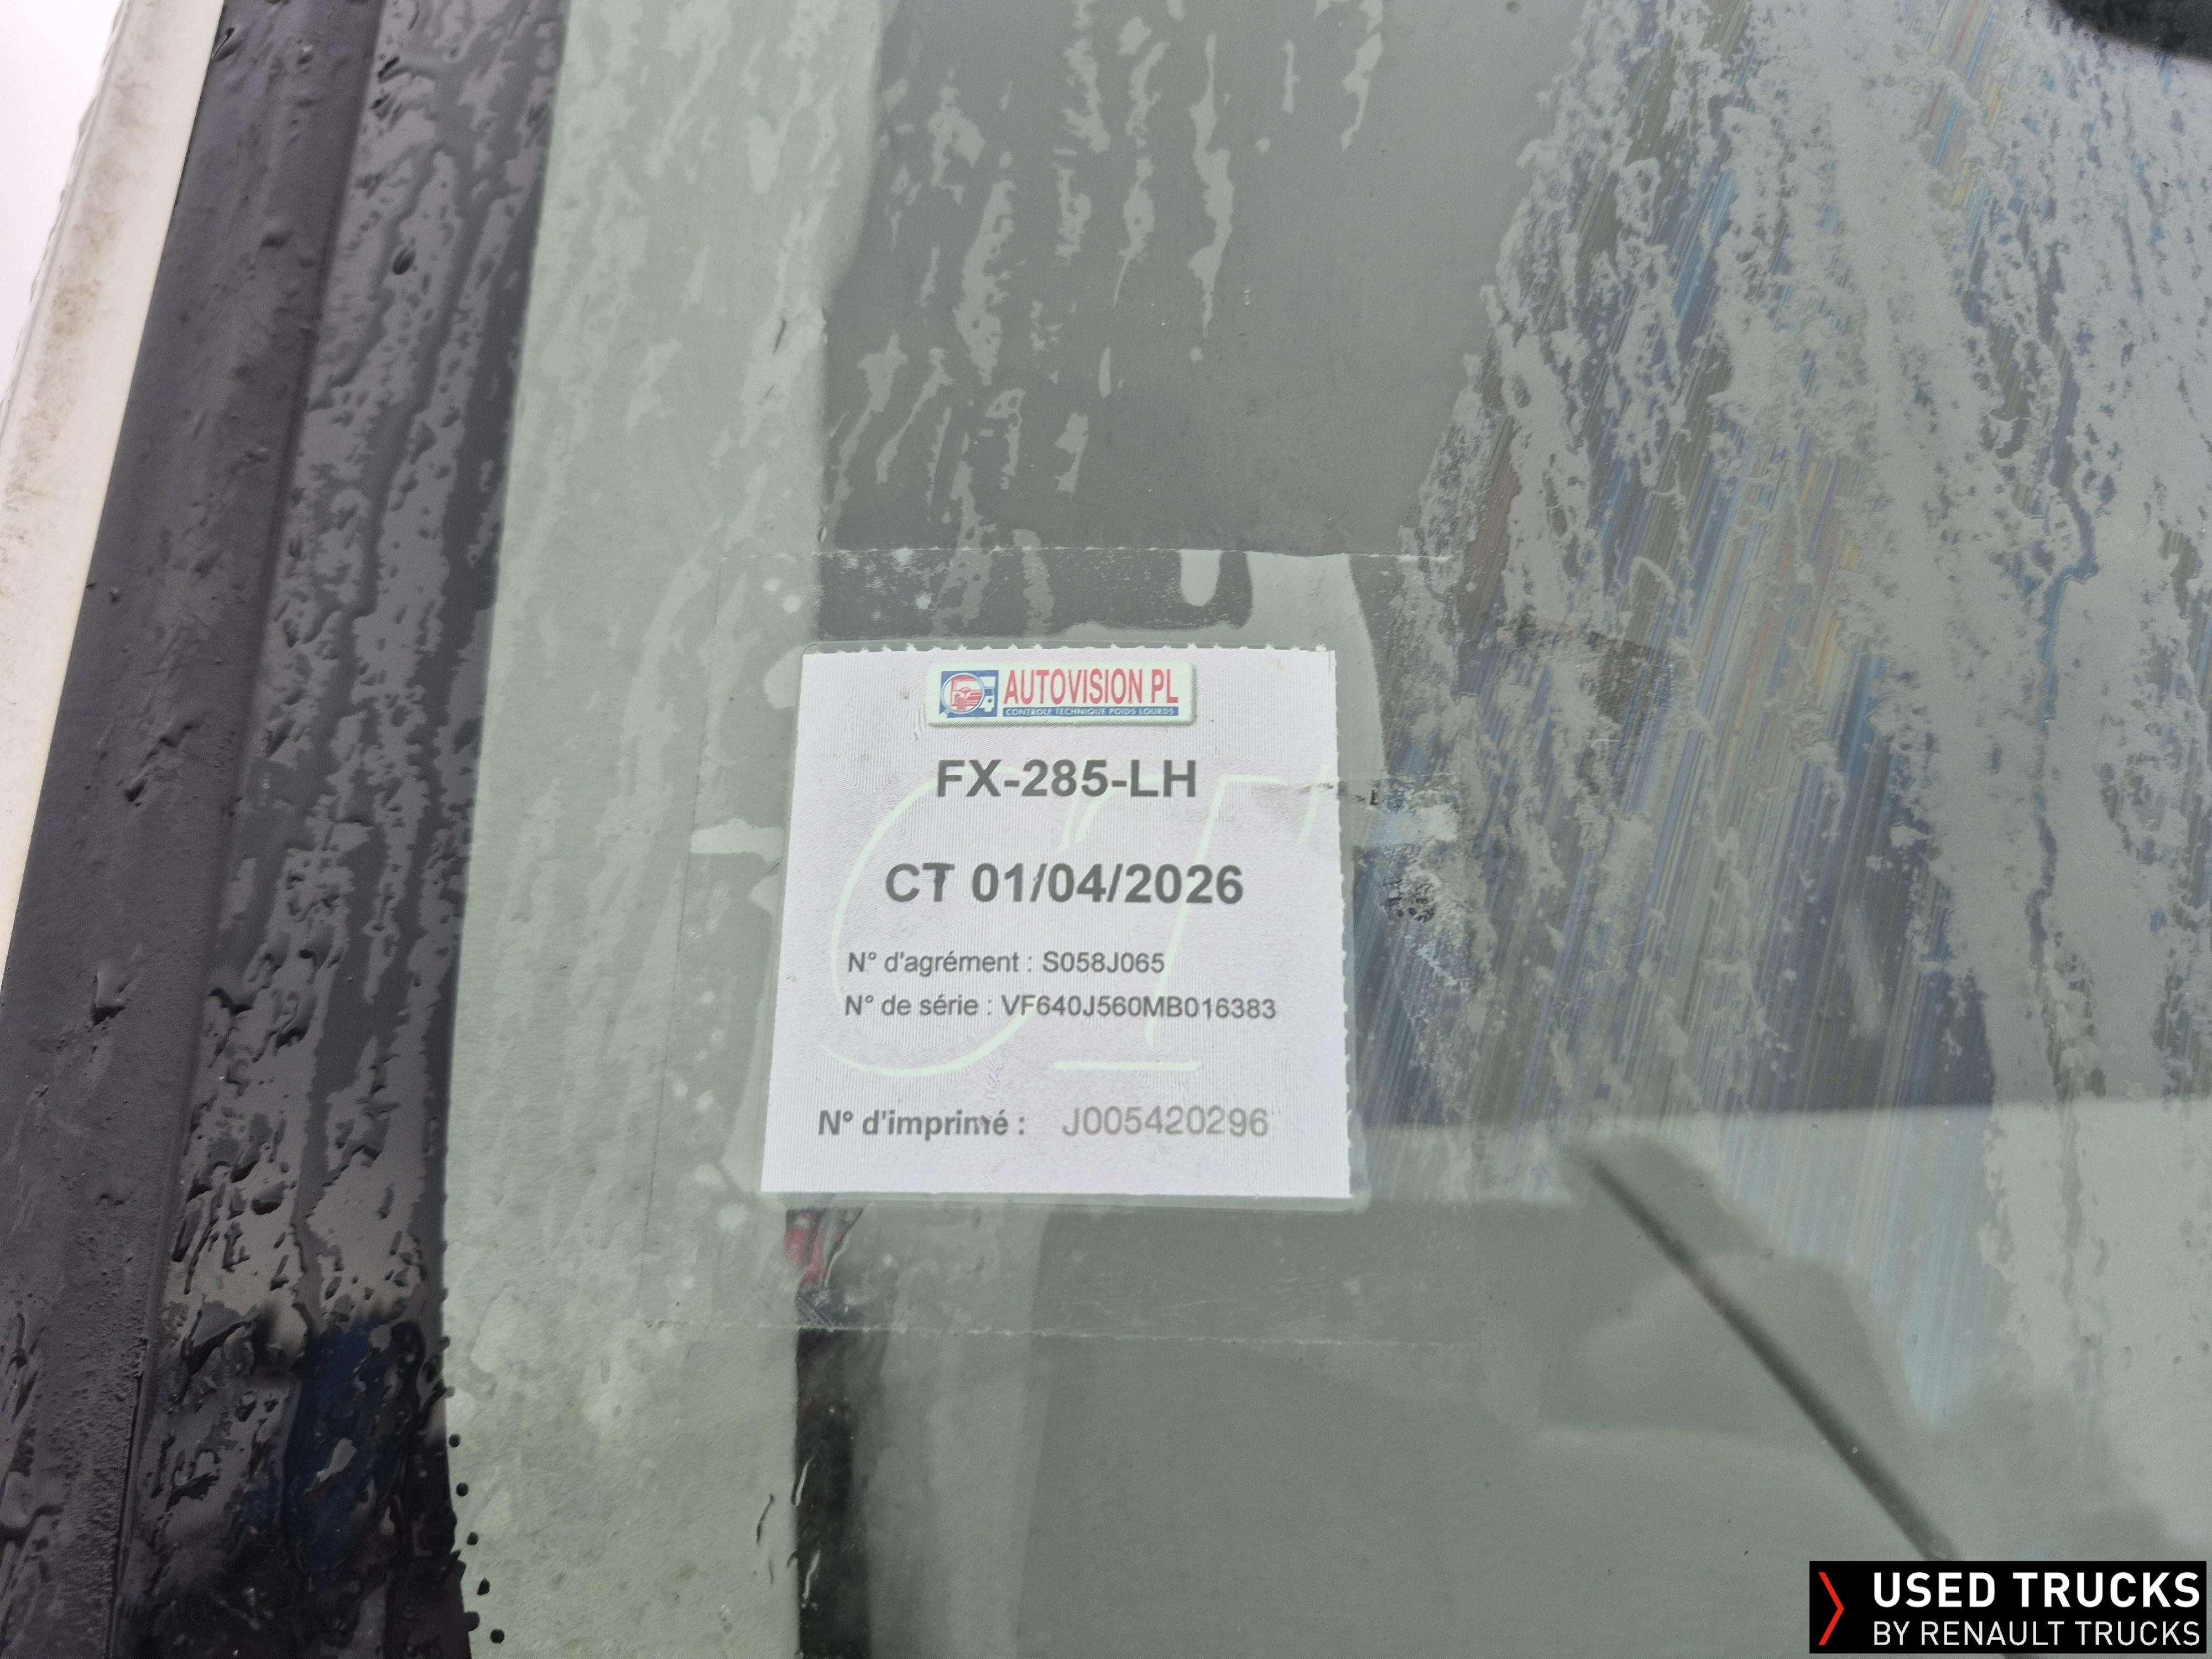 AUTOVISION PL
CONTROLE TECHNIQUE POIDS LOURDS
FX-285-LH
CT 01/04/2026
N° d'agrément : S058J065
N° de série : VF640J560MB016383
N° d'imprimé : J005420296
CT
USED TRUCKS
BY RENAULT TRUCKS